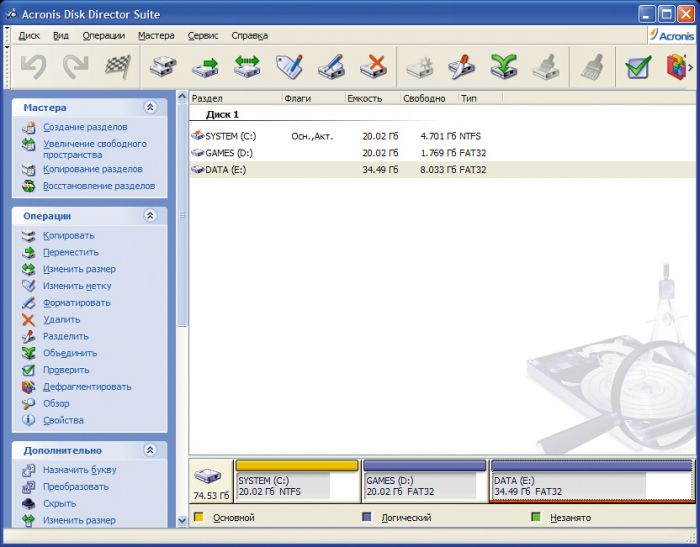 Acronis Disk Director Suite
Диск Вид Операции Мастера Сервис Справка
Acronis
Мастера
Создание разделов
Увеличение свободного
пространства
Копирование разделов
Восстановление разделов
Операции
Копировать
Переместить
Изменить размер
Изменить метку
Форматировать
Удалить
Разделить
Объединить
Проверить
Дефрагментировать
Обзор
Свойства
Дополнительно
Назначить букву
Преобразовать
Скрыть
Изменить размер
Раздел Флаги Емкость Свободно Тип
Диск 1
SYSTEM (C:) Осн.,Акт. 20.02 Гб 4.701 Гб NTFS
GAMES (D:) 20.02 Гб 1.769 Гб FAT32
DATA (E:) 34.49 Гб 8.033 Гб FAT32
74.53 Гб
SYSTEM (C:)
20.02 Гб NTFS
GAMES (D:)
20.02 Гб FAT32
DATA (E:)
34.49 Гб FAT32
Основной Логический Незанято